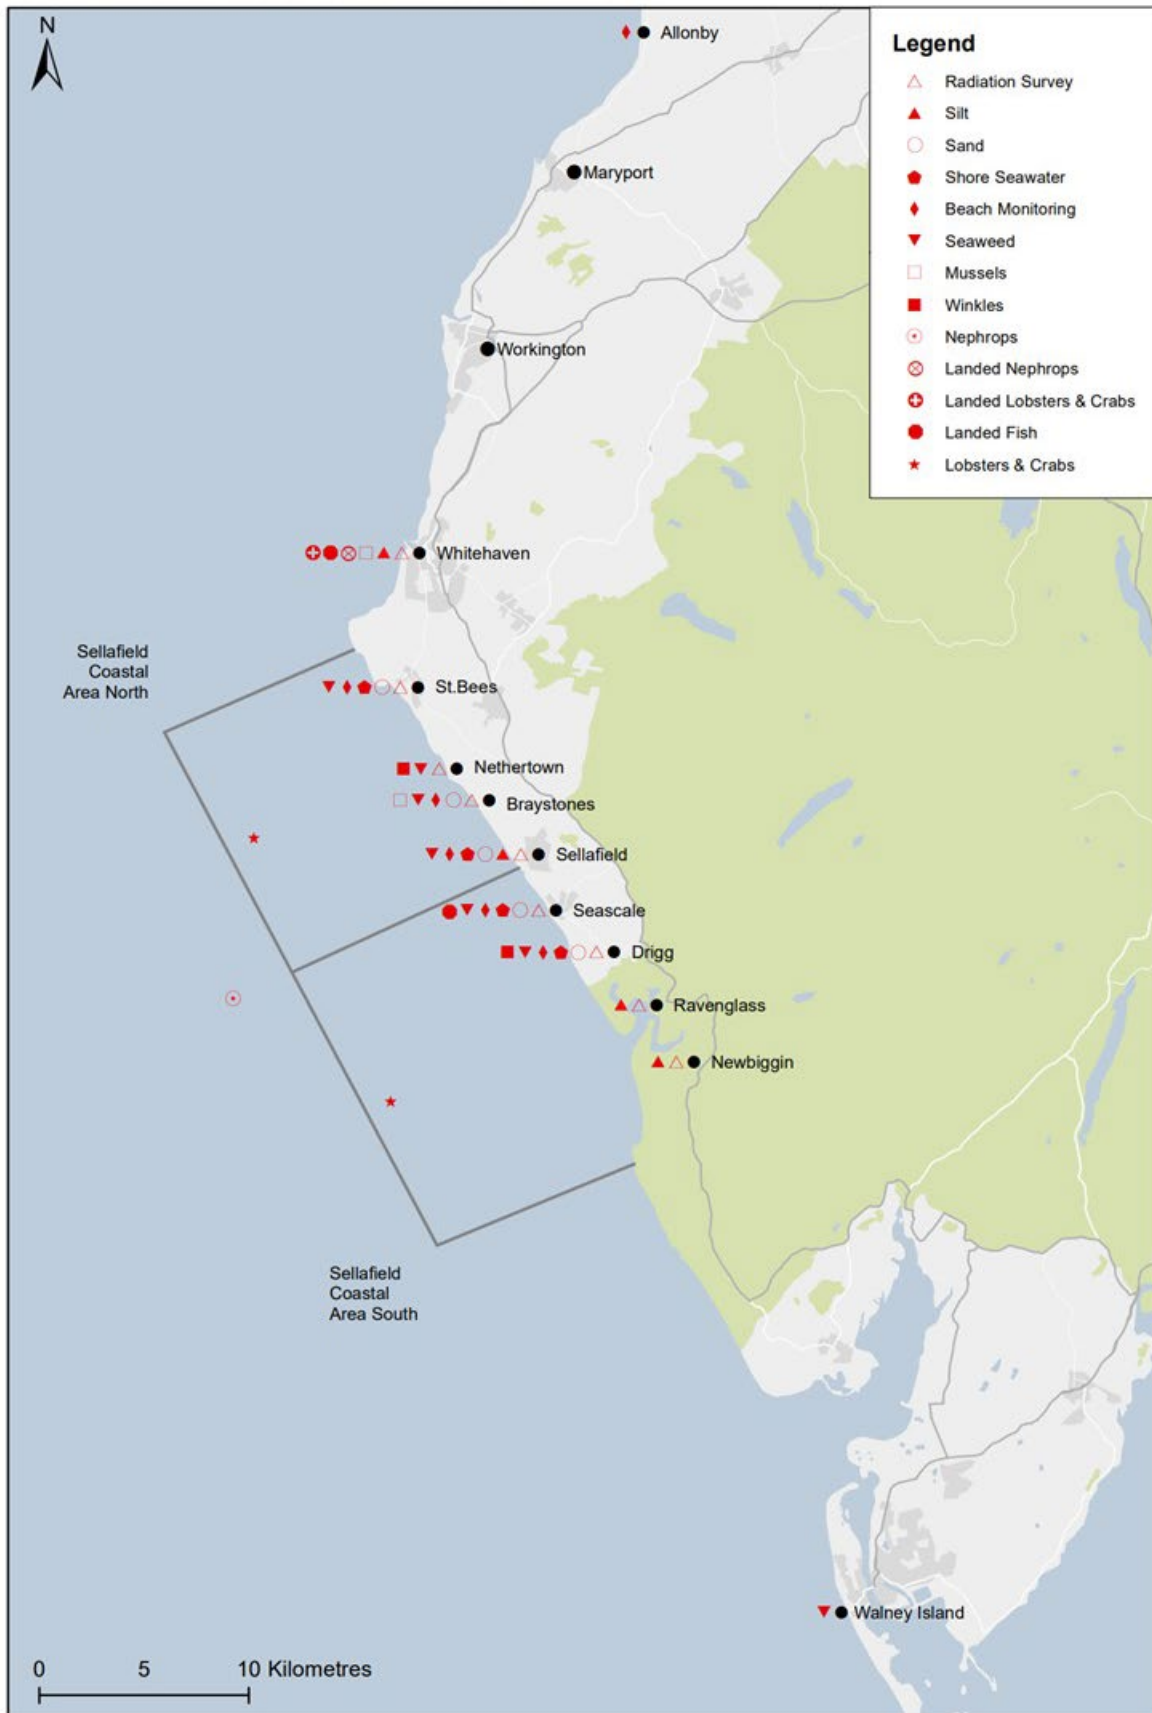 N
Allonby
Maryport
Workington
Whitehaven
Sellafield
Coastal
Area North
St.Bees
Nethertown
Braystones
Sellafield
Seascale
Drigg
Ravenglass
Newbiggin
Sellafield
Coastal
Area South
Walney Island
0 5 10 Kilometres
Legend
Radiation Survey
Silt
Sand
Shore Seawater
Beach Monitoring
Seaweed
Mussels
Winkles
Nephrops
Landed Nephrops
Landed Lobsters & Crabs
Landed Fish
Lobsters & Crabs